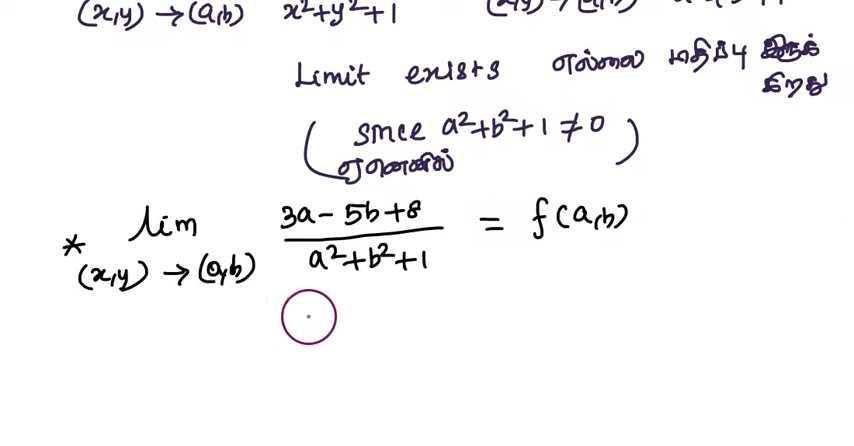 (x,y) → (a,b) x²+y²+1
Limit exists எல்லை மதிப்பு இருக்
கிறது
(since a²+b²+1 ≠ 0)
ஏனெனில்
* lim 3a - 5b + 8 = f(a,b)
(x,y) → (a,b) a²+b²+1